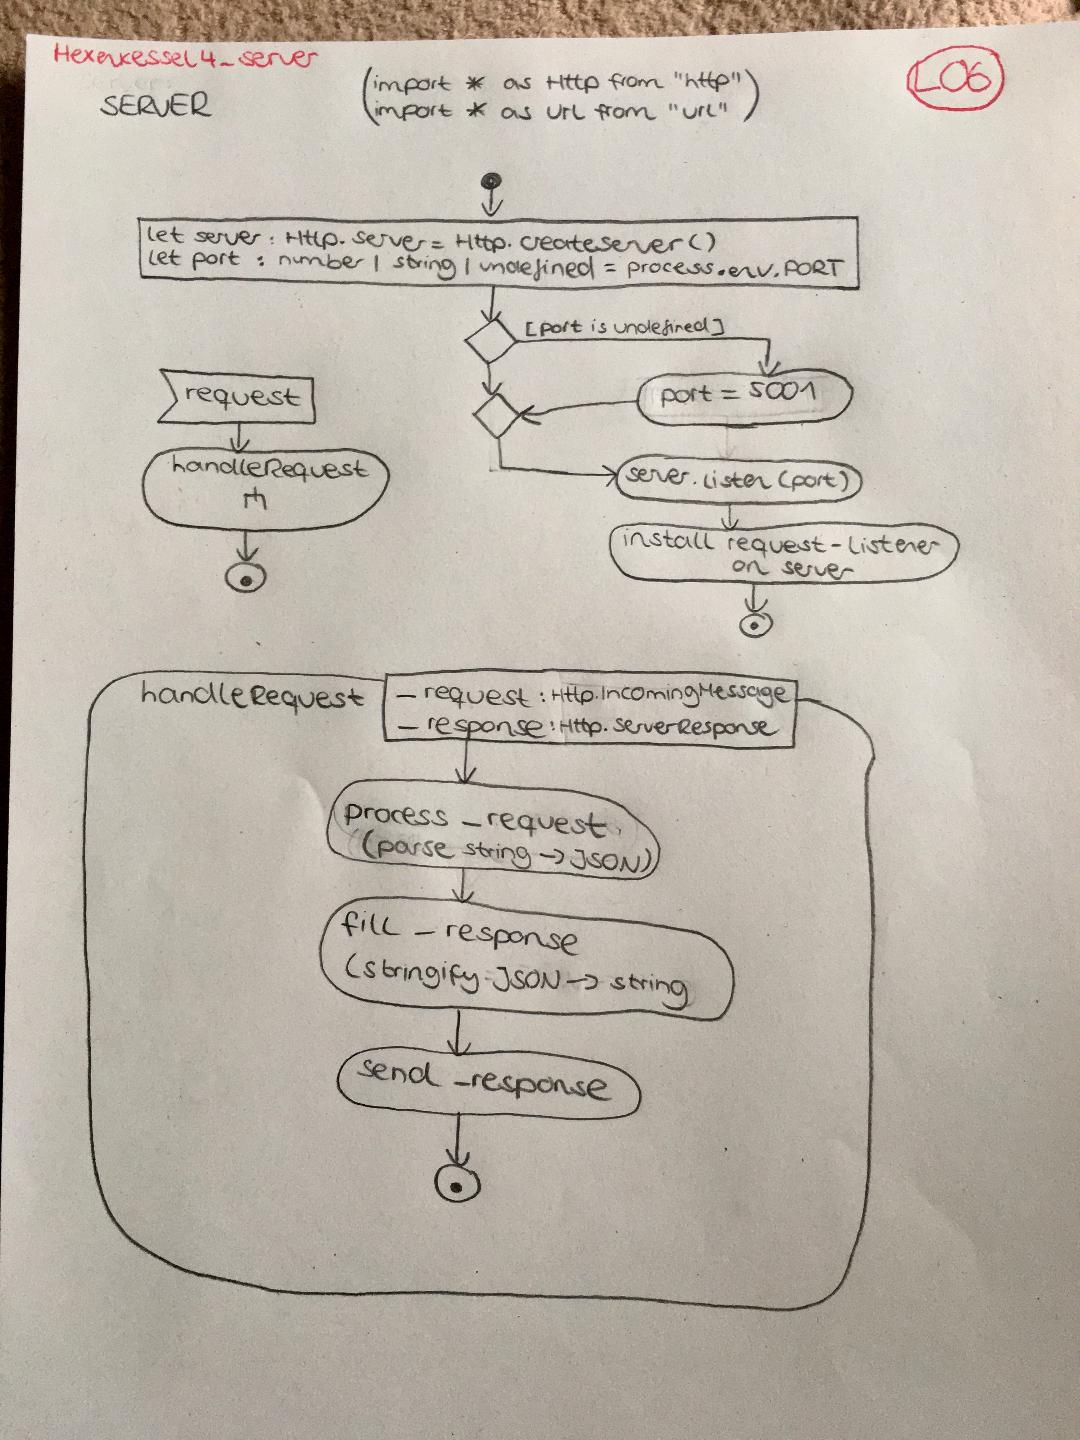 Hexenkessel4_server
L06
SERVER
(import * as Http from "http")
(import * as Url from "url")
let server : Http.Server = Http.createServer()
let port : number | string | undefined = process.env.PORT
[port is undefined]
port = 5001
request
handleRequest
server.listen (port)
install request-listener
on server
handleRequest
_ request : Http.IncomingMessage
_ response : Http.ServerResponse
process _request
(parse string -> JSON)
fill _ response
(stringify JSON -> string
send _response